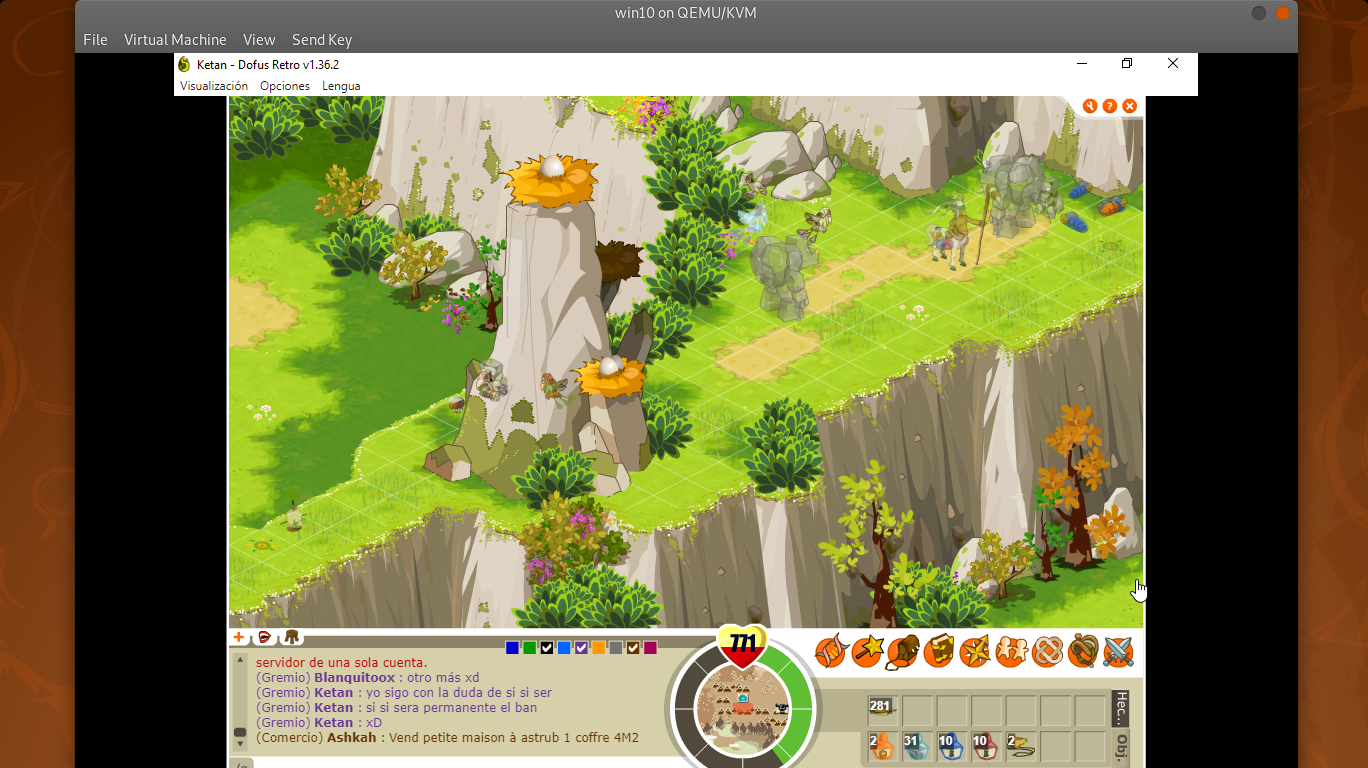 win10 on QEMU/KVM
File Virtual Machine View Send Key
Ketan - Dofus Retro v1.36.2
Visualización Opciones Lengua
771
servidor de una sola cuenta.
(Gremio) Blanquitoox : otro más xd
(Gremio) Ketan : yo sigo con la duda de si si ser
(Gremio) Ketan : si si sera permanente el ban
(Gremio) Ketan : xD
(Comercio) Ashkah : Vend petite maison à astrub 1 coffre 4M2
281
Hec...
2 31 10 10 2
Obj.